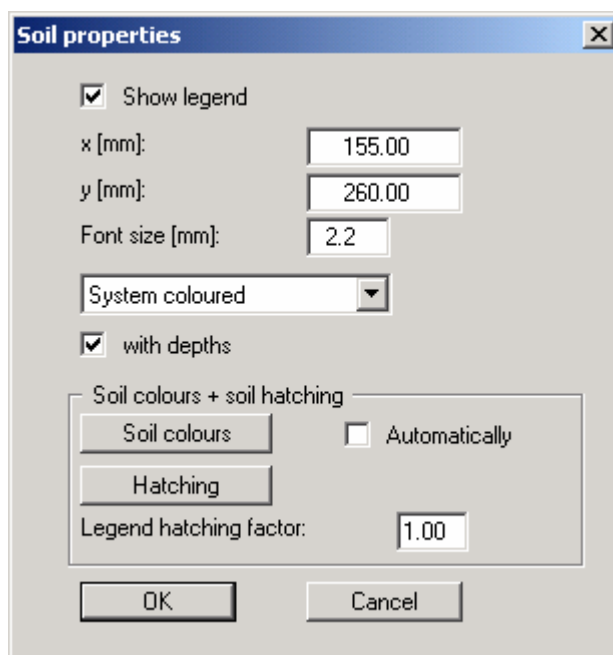 Soil properties
Show legend
x [mm]: 155.00
y [mm]: 260.00
Font size [mm]: 2.2
System coloured
with depths
Soil colours + soil hatching
Soil colours Automatically
Hatching
Legend hatching factor: 1.00
OK Cancel